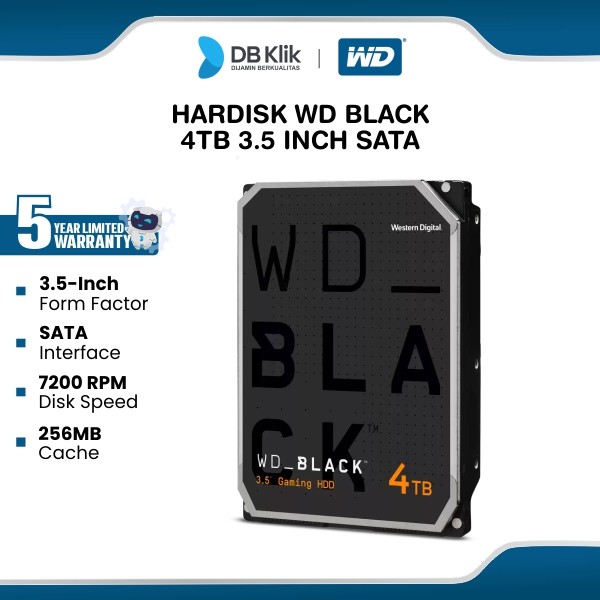 DB Klik
DIJAMIN BERKUALITAS
WD
HARDISK WD BLACK
4TB 3.5 INCH SATA
5 YEAR LIMITED
WARRANTY
3.5-Inch
Form Factor
SATA
Interface
7200 RPM
Disk Speed
256MB
Cache
Western Digital
WD_
BLA
CK™
WD_BLACK™
3.5" Gaming HDD
4TB